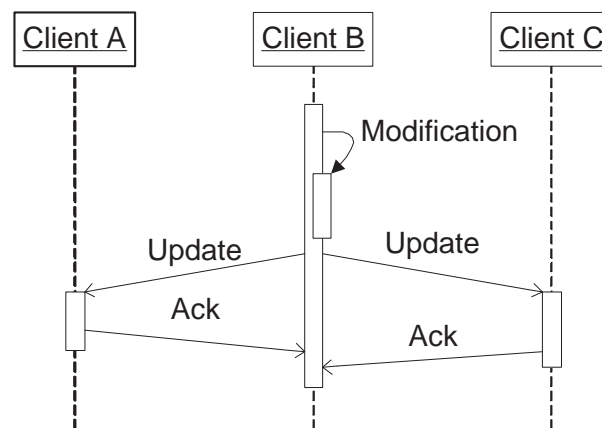 Client A
Client B
Client C
Modification
Update
Update
Ack
Ack